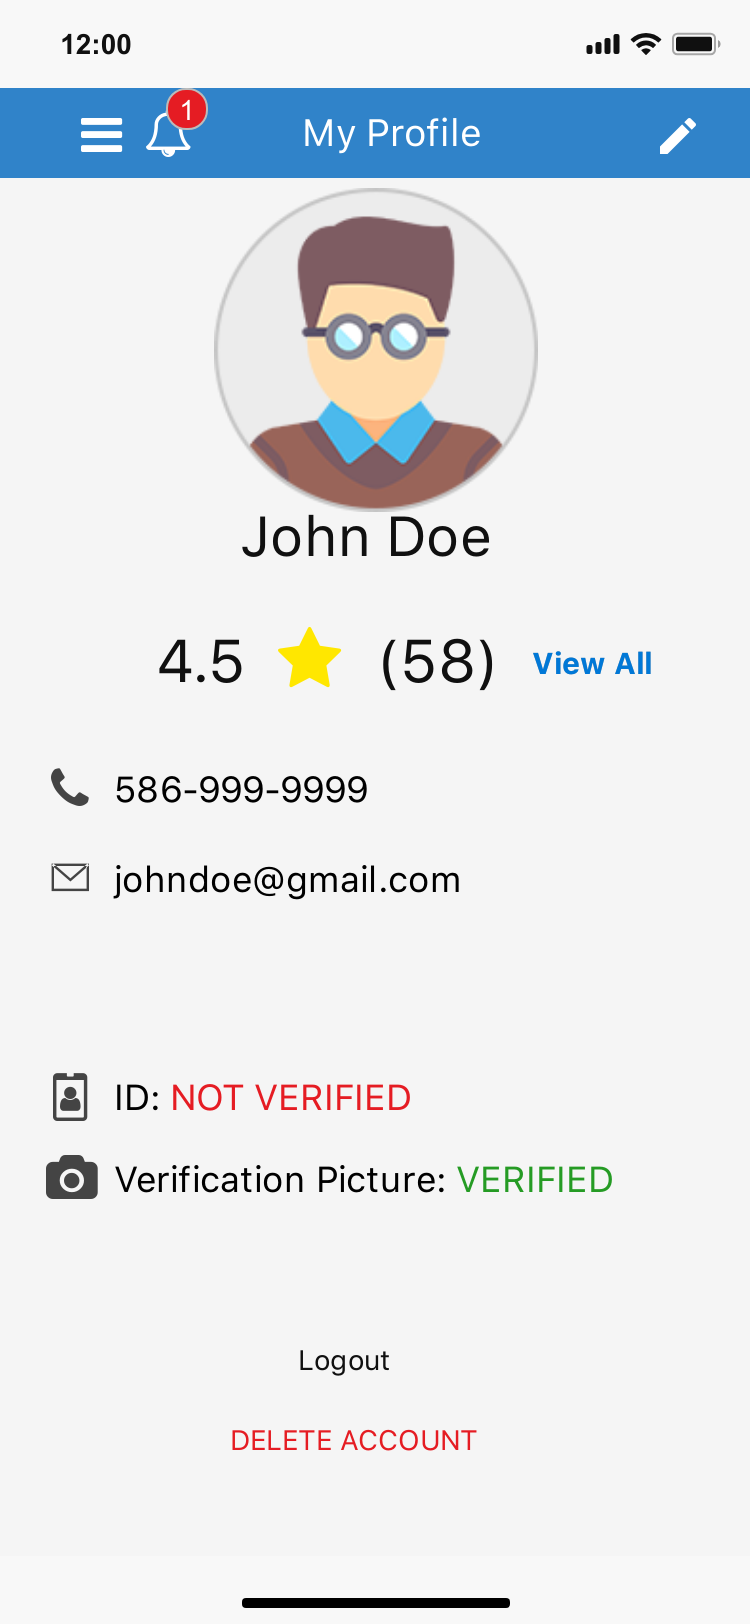 12:00
1
My Profile
John Doe
4.5 (58) View All
586-999-9999
johndoe@gmail.com
ID: NOT VERIFIED
Verification Picture: VERIFIED
Logout
DELETE ACCOUNT